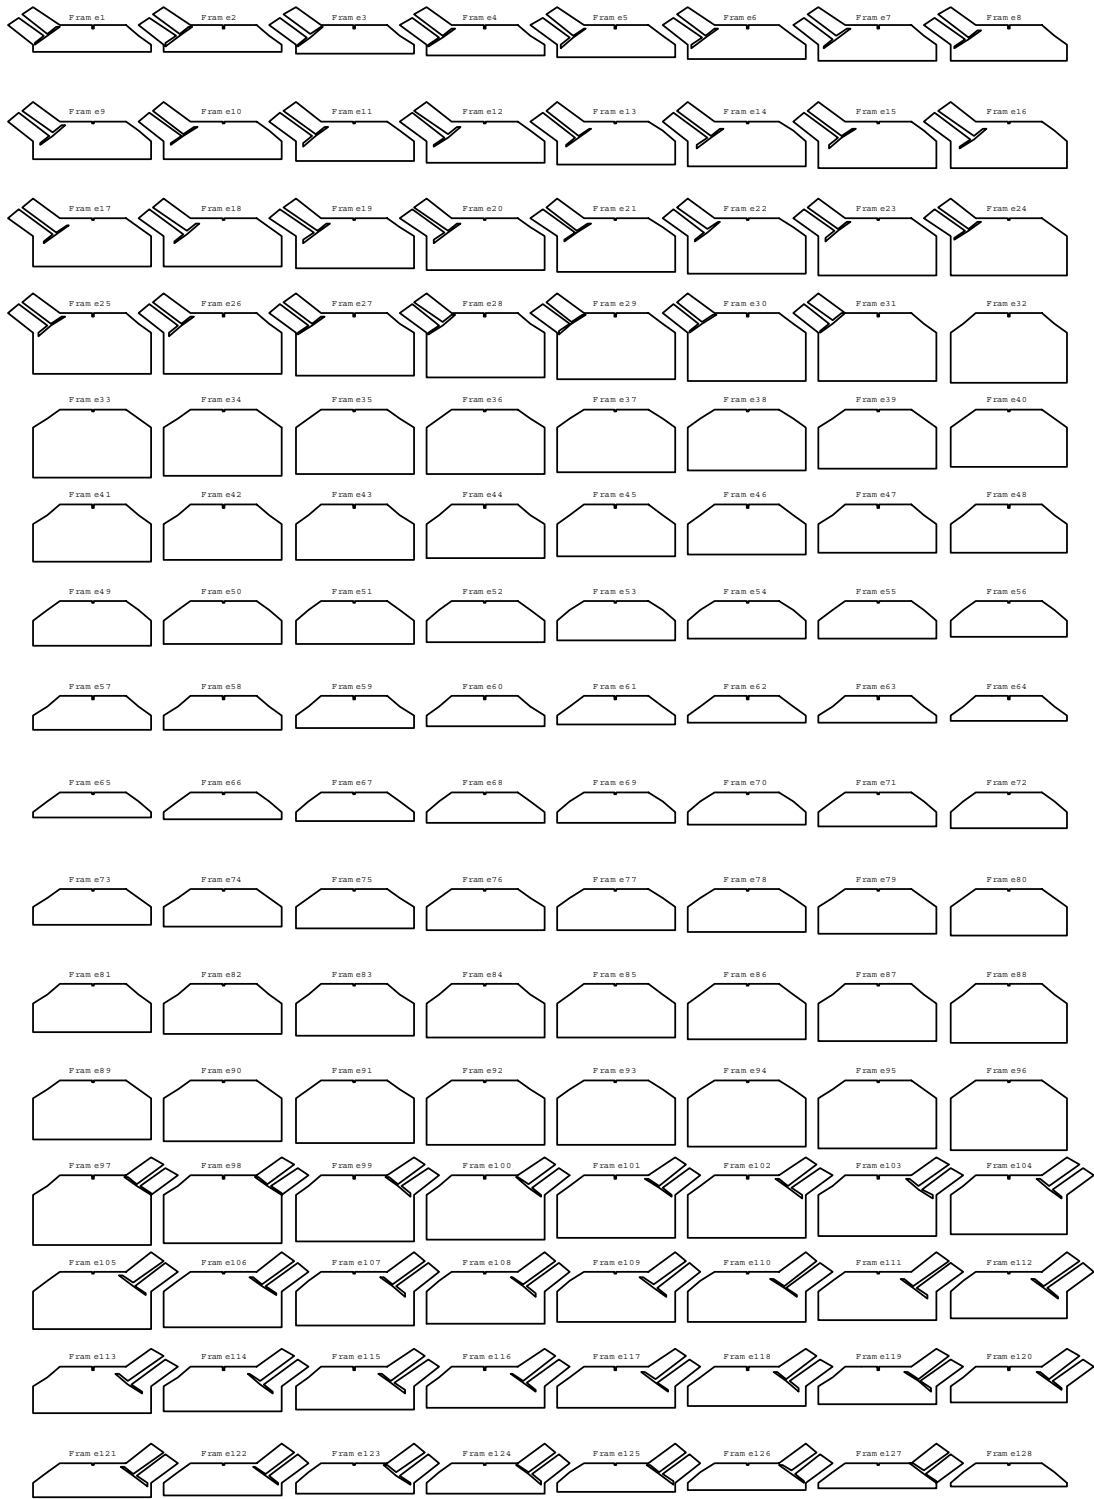 Frame1 Frame2 Frame3 Frame4 Frame5 Frame6 Frame7 Frame8
Frame9 Frame10 Frame11 Frame12 Frame13 Frame14 Frame15 Frame16
Frame17 Frame18 Frame19 Frame20 Frame21 Frame22 Frame23 Frame24
Frame25 Frame26 Frame27 Frame28 Frame29 Frame30 Frame31 Frame32
Frame33 Frame34 Frame35 Frame36 Frame37 Frame38 Frame39 Frame40
Frame41 Frame42 Frame43 Frame44 Frame45 Frame46 Frame47 Frame48
Frame49 Frame50 Frame51 Frame52 Frame53 Frame54 Frame55 Frame56
Frame57 Frame58 Frame59 Frame60 Frame61 Frame62 Frame63 Frame64
Frame65 Frame66 Frame67 Frame68 Frame69 Frame70 Frame71 Frame72
Frame73 Frame74 Frame75 Frame76 Frame77 Frame78 Frame79 Frame80
Frame81 Frame82 Frame83 Frame84 Frame85 Frame86 Frame87 Frame88
Frame89 Frame90 Frame91 Frame92 Frame93 Frame94 Frame95 Frame96
Frame97 Frame98 Frame99 Frame100 Frame101 Frame102 Frame103 Frame104
Frame105 Frame106 Frame107 Frame108 Frame109 Frame110 Frame111 Frame112
Frame113 Frame114 Frame115 Frame116 Frame117 Frame118 Frame119 Frame120
Frame121 Frame122 Frame123 Frame124 Frame125 Frame126 Frame127 Frame128